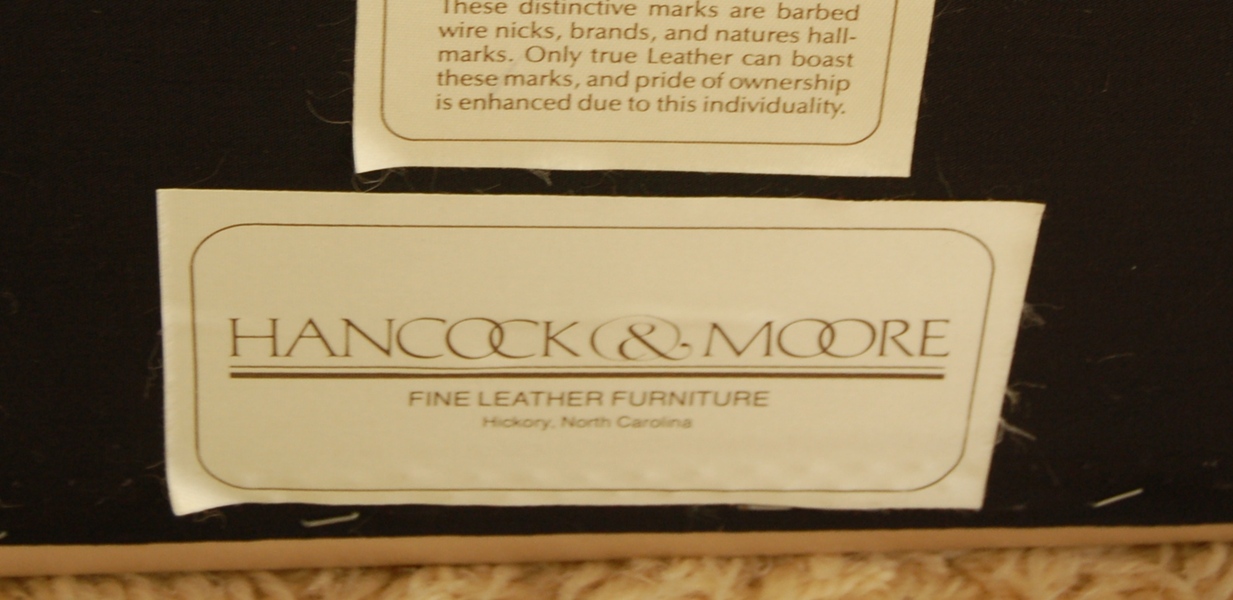 These distinctive marks are barbed
wire nicks, brands, and natures hall-
marks. Only true Leather can boast
these marks, and pride of ownership
is enhanced due to this individuality.
HANCOCK & MOORE
FINE LEATHER FURNITURE
Hickory, North Carolina